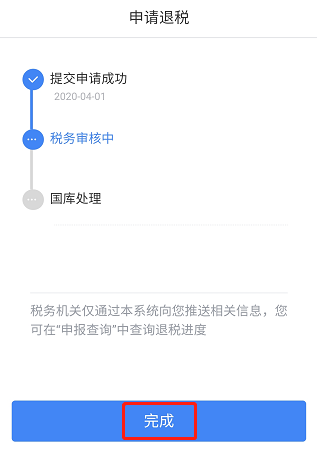 申请退税
提交申请成功
2020-04-01
税务审核中
国库处理
税务机关仅通过本系统向您推送相关信息，您
可在“申报查询”中查询退税进度
完成